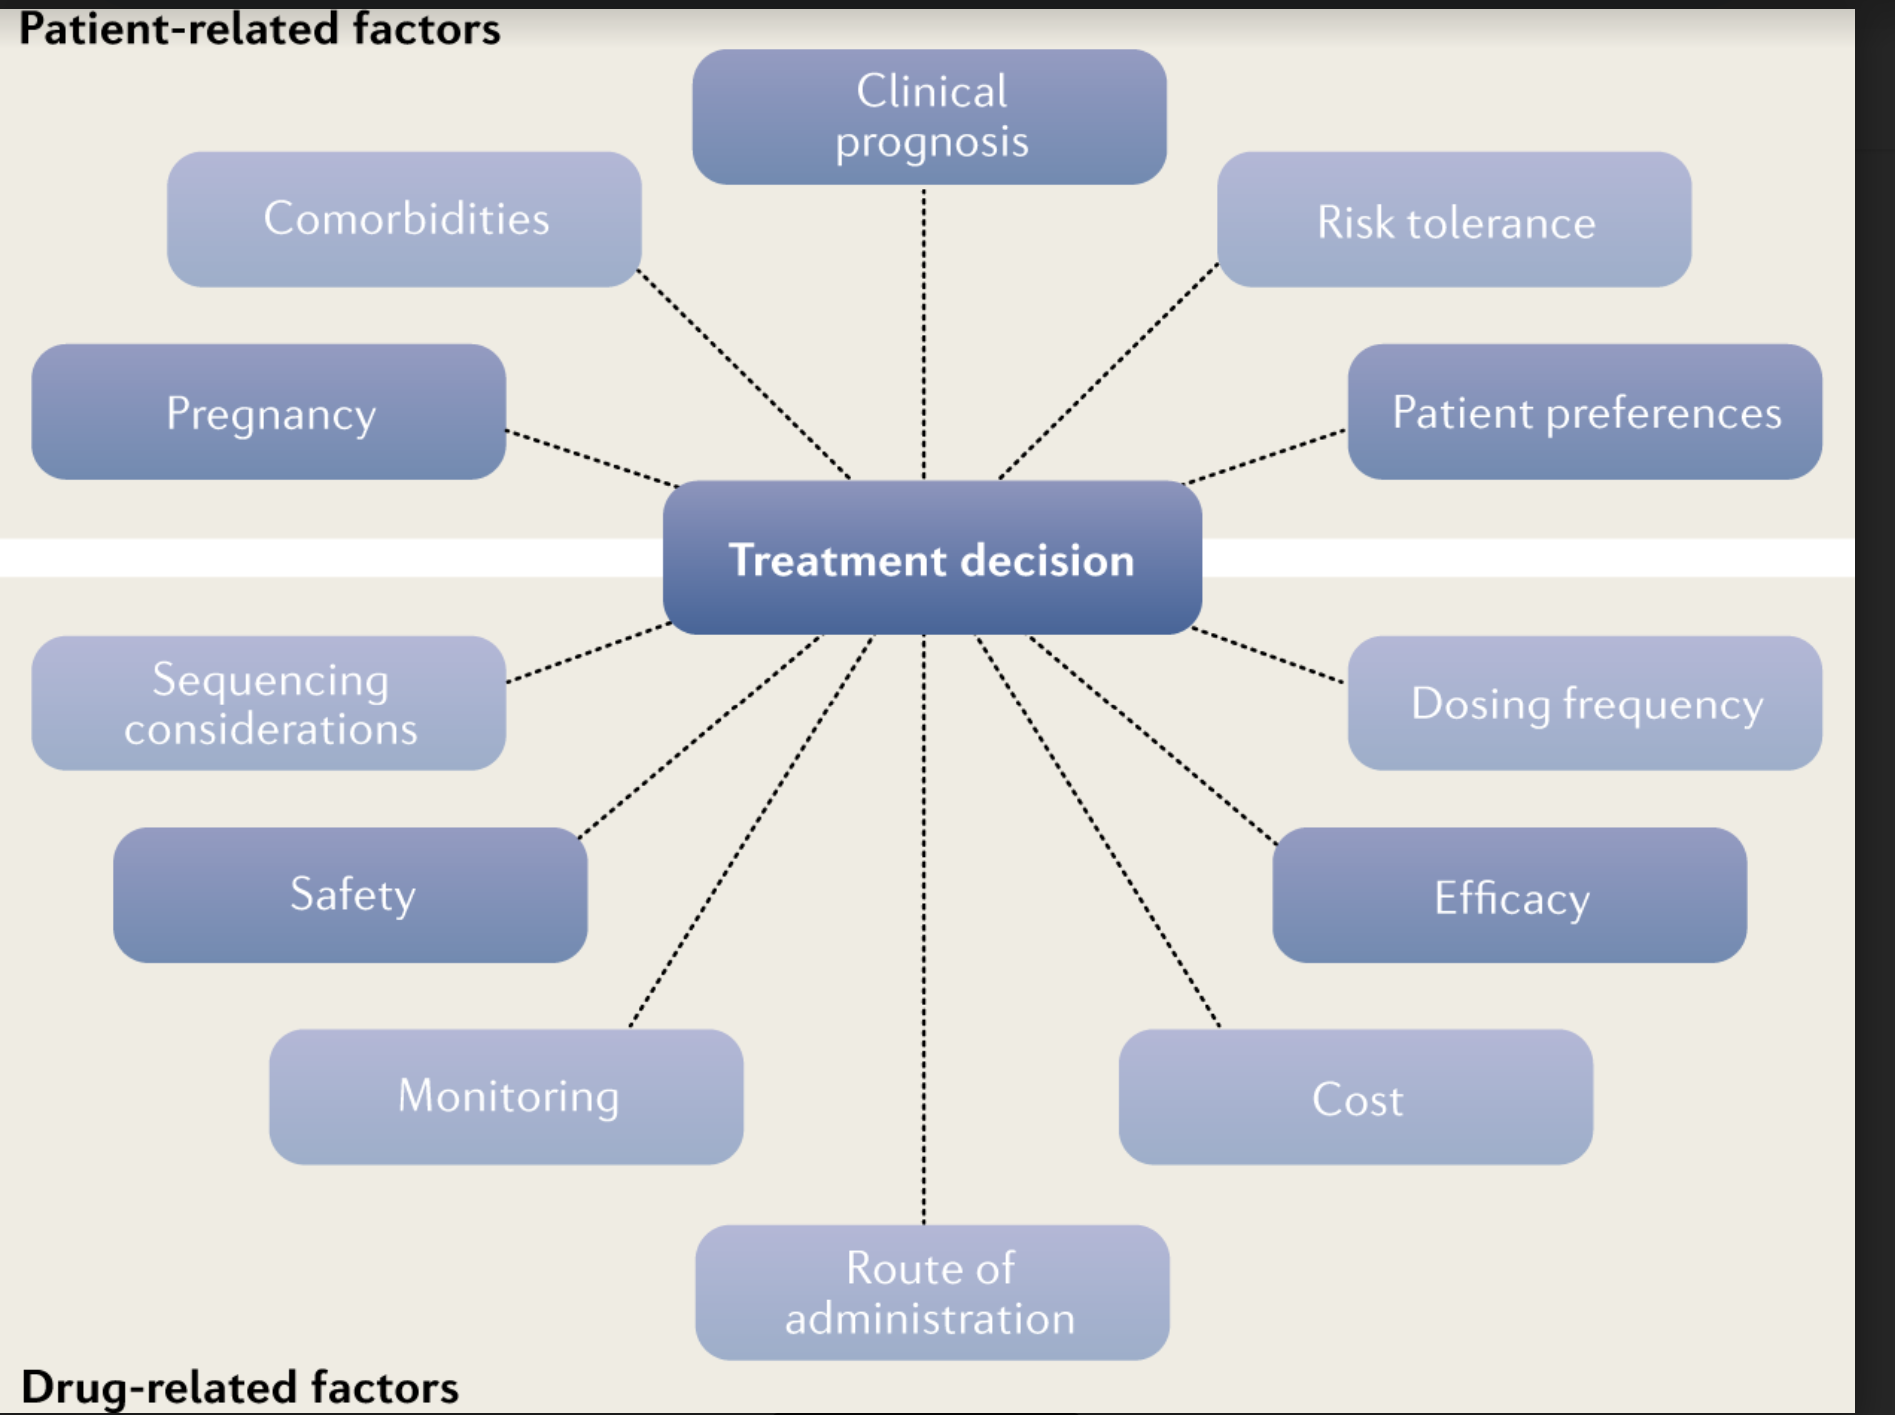 Patient-related factors
Clinical
prognosis
Comorbidities
Risk tolerance
Pregnancy
Patient preferences
Treatment decision
Sequencing
considerations
Dosing frequency
Safety
Efficacy
Monitoring
Cost
Route of
administration
Drug-related factors